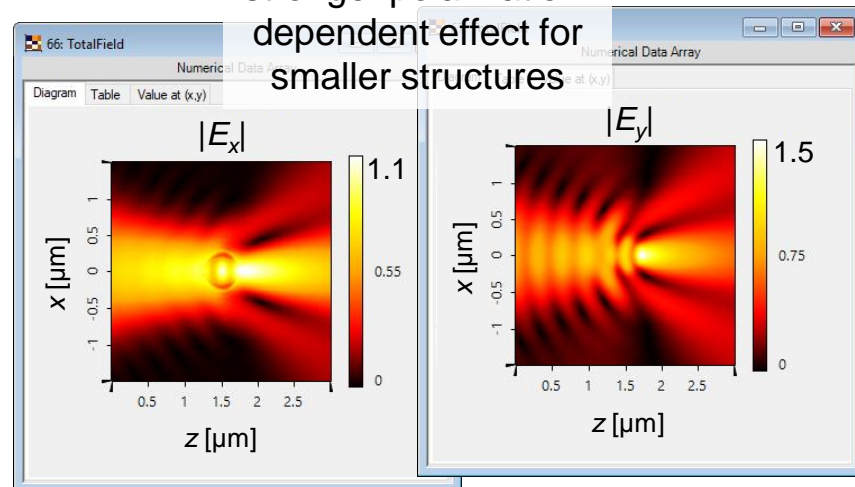 dependent effect for
smaller structures
66: TotalField
Numerical Data Array
Diagram Table Value at (x,y)
|Ex|
1.1
0.55
0
x [µm]
1
0.5
0
-0.5
-1
0.5 1 1.5 2 2.5
z [µm]
Numerical Data Array
|Ey|
1.5
0.75
0
x [µm]
1
0.5
0
-0.5
-1
0.5 1 1.5 2 2.5
z [µm]